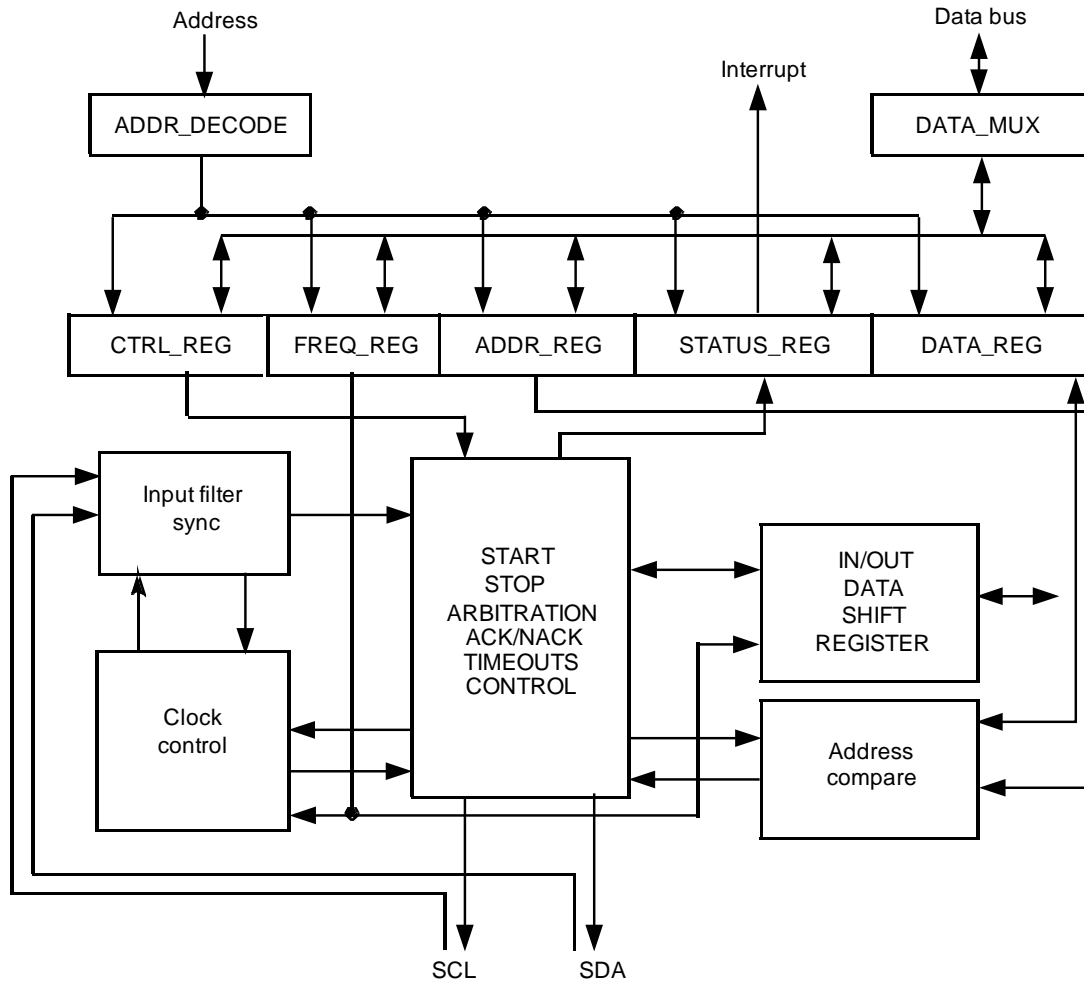 Address
Data bus
Interrupt
ADDR_DECODE
DATA_MUX
CTRL_REG
FREQ_REG
ADDR_REG
STATUS_REG
DATA_REG
Input filter
sync
START
STOP
ARBITRATION
ACK/NACK
TIMEOUTS
CONTROL
IN/OUT
DATA
SHIFT
REGISTER
Clock
control
Address
compare
SCL
SDA